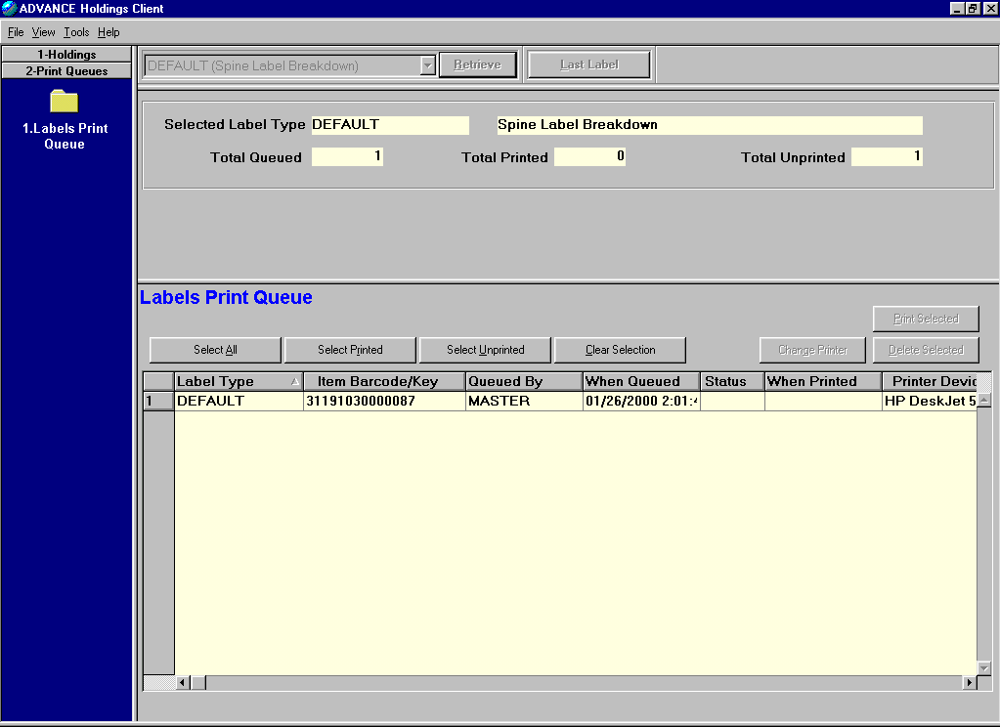 ADVANCE Holdings Client
File View Tools Help
1-Holdings
2-Print Queues
1.Labels Print
Queue
DEFAULT (Spine Label Breakdown) Retrieve Last Label
Selected Label Type DEFAULT Spine Label Breakdown
Total Queued 1 Total Printed 0 Total Unprinted 1
Labels Print Queue
Print Selected
Select All Select Printed Select Unprinted Clear Selection Change Printer Delete Selected
Label Type Item Barcode/Key Queued By When Queued Status When Printed Printer Devic
1 DEFAULT 31191030000087 MASTER 01/26/2000 2:01:4 HP DeskJet 5